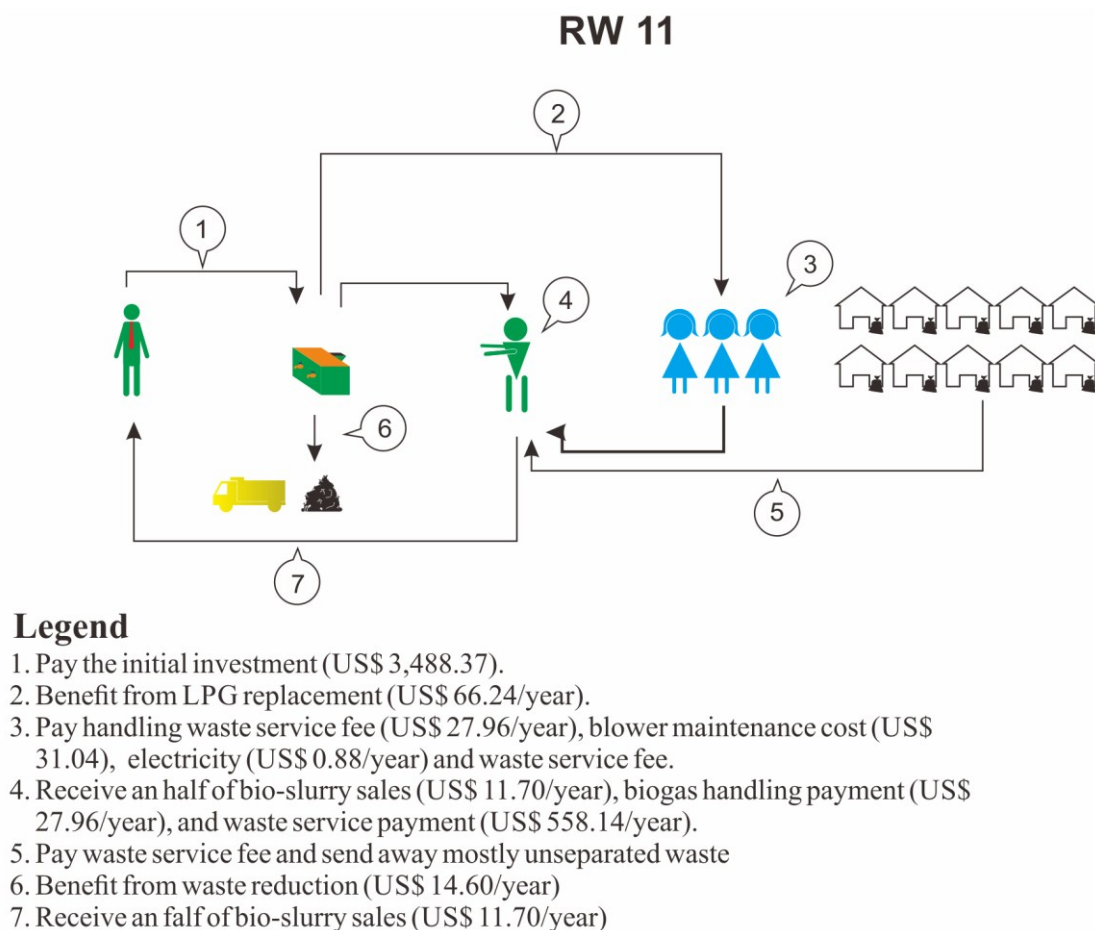 RW 11
2
1
3
4
6
5
7
Legend
1. Pay the initial investment (US$ 3,488.37).
2. Benefit from LPG replacement (US$ 66.24/year).
3. Pay handling waste service fee (US$ 27.96/year), blower maintenance cost (US$
31.04), electricity (US$ 0.88/year) and waste service fee.
4. Receive an half of bio-slurry sales (US$ 11.70/year), biogas handling payment (US$
27.96/year), and waste service payment (US$ 558.14/year).
5. Pay waste service fee and send away mostly unseparated waste
6. Benefit from waste reduction (US$ 14.60/year)
7. Receive an falf of bio-slurry sales (US$ 11.70/year)